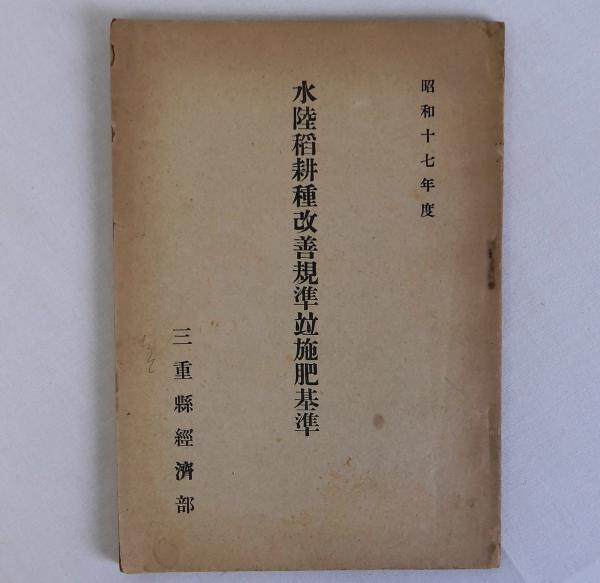 昭和十七年度
水陸稻耕種改善規準竝施肥基準
三重縣經濟部